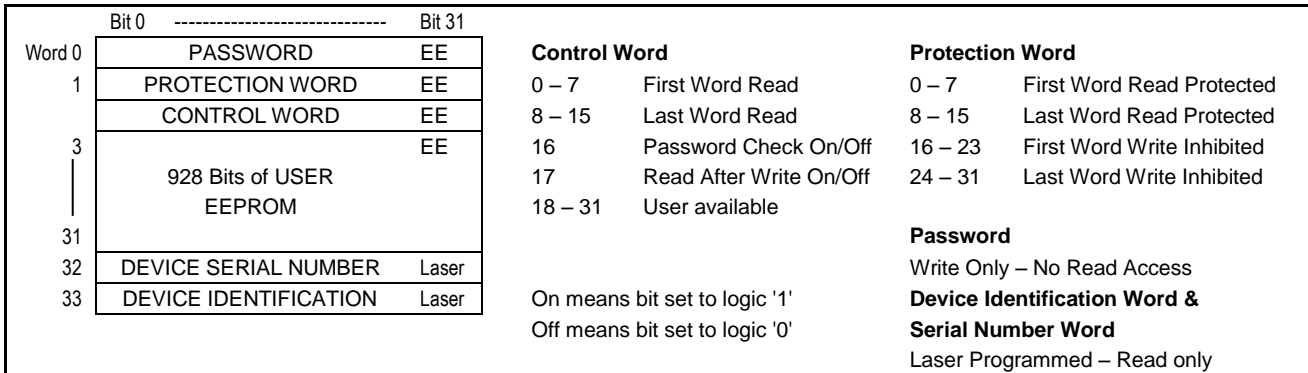 Bit 0 ------------------------------ Bit 31
Word 0 PASSWORD EE
1 PROTECTION WORD EE
CONTROL WORD EE
3 EE
928 Bits of USER
EEPROM
31
32 DEVICE SERIAL NUMBER Laser
33 DEVICE IDENTIFICATION Laser
Control Word
0 – 7 First Word Read
8 – 15 Last Word Read
16 Password Check On/Off
17 Read After Write On/Off
18 – 31 User available
On means bit set to logic '1'
Off means bit set to logic '0'
Protection Word
0 – 7 First Word Read Protected
8 – 15 Last Word Read Protected
16 – 23 First Word Write Inhibited
24 – 31 Last Word Write Inhibited
Password
Write Only – No Read Access
Device Identification Word &
Serial Number Word
Laser Programmed – Read only